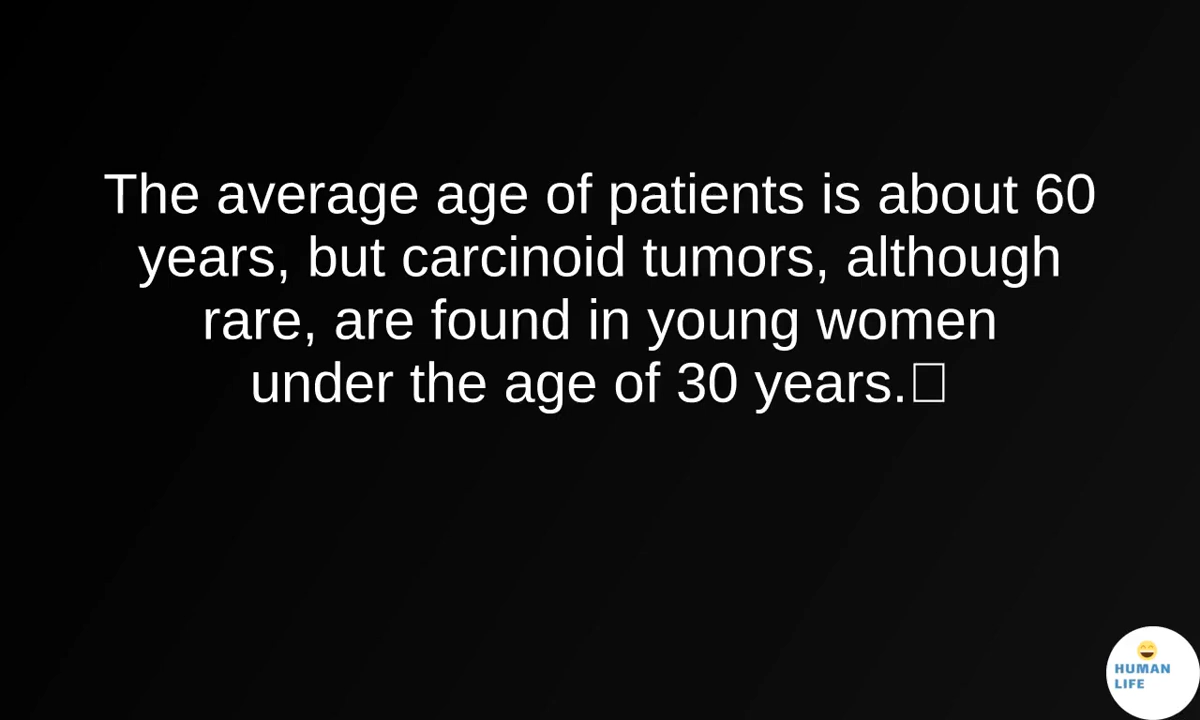 The average age of patients is about 60
years, but carcinoid tumors, although
rare, are found in young women
under the age of 30 years.
HUMAN
LIFE